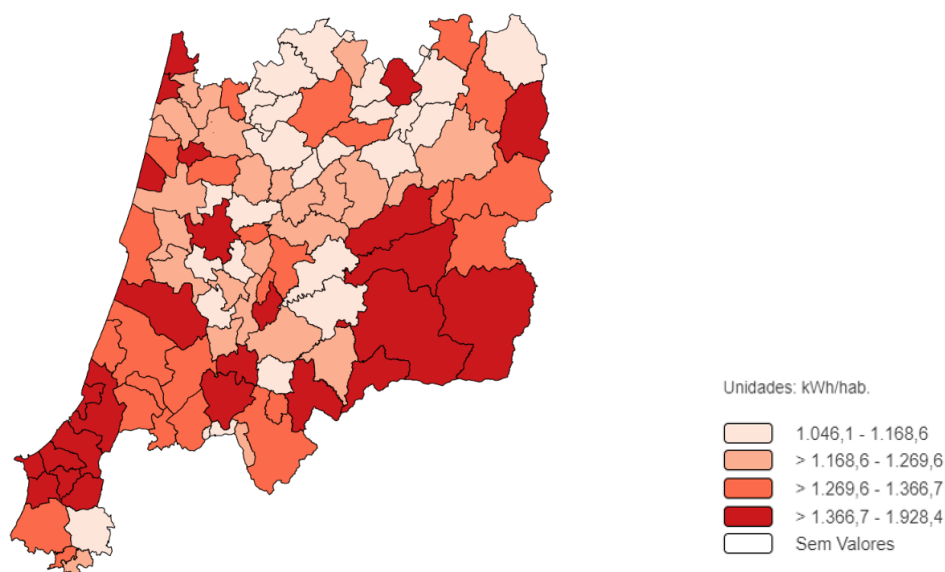 Unidades: kWh/hab.
1.046,1 - 1.168,6
> 1.168,6 - 1.269,6
> 1.269,6 - 1.366,7
> 1.366,7 - 1.928,4
Sem Valores